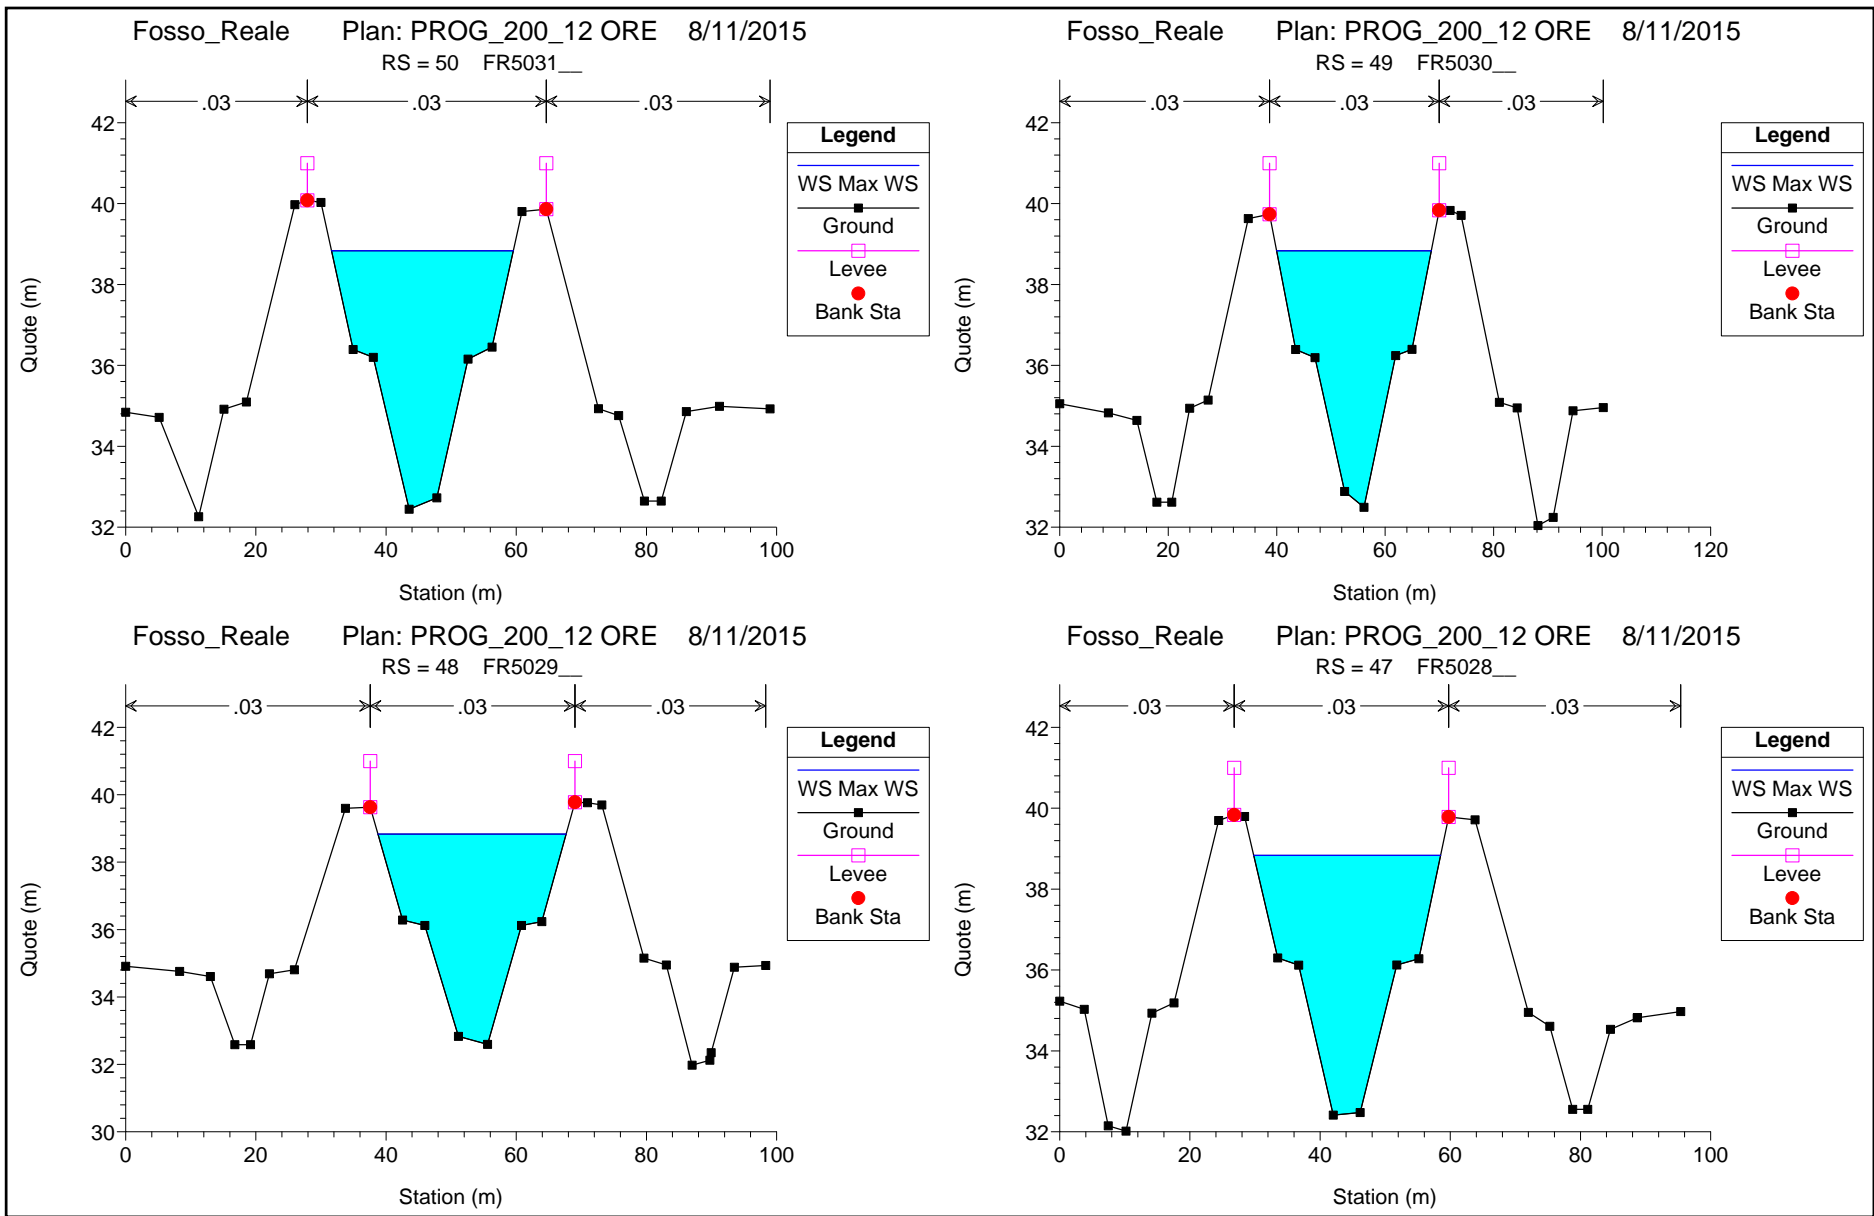 Fosso_Reale Plan: PROG_200_12 ORE 8/11/2015
RS = 50 FR5031__
.03 .03 .03
42
40
38
36
34
32
0 20 40 60 80 100
Station (m)
Quote (m)
Legend
WS Max WS
Ground
Levee
Bank Sta
Fosso_Reale Plan: PROG_200_12 ORE 8/11/2015
RS = 49 FR5030__
.03 .03 .03
42
40
38
36
34
32
0 20 40 60 80 100 120
Station (m)
Quote (m)
Legend
WS Max WS
Ground
Levee
Bank Sta
Fosso_Reale Plan: PROG_200_12 ORE 8/11/2015
RS = 48 FR5029__
.03 .03 .03
42
40
38
36
34
32
30
0 20 40 60 80 100
Station (m)
Quote (m)
Legend
WS Max WS
Ground
Levee
Bank Sta
Fosso_Reale Plan: PROG_200_12 ORE 8/11/2015
RS = 47 FR5028__
.03 .03 .03
42
40
38
36
34
32
0 20 40 60 80 100
Station (m)
Quote (m)
Legend
WS Max WS
Ground
Levee
Bank Sta